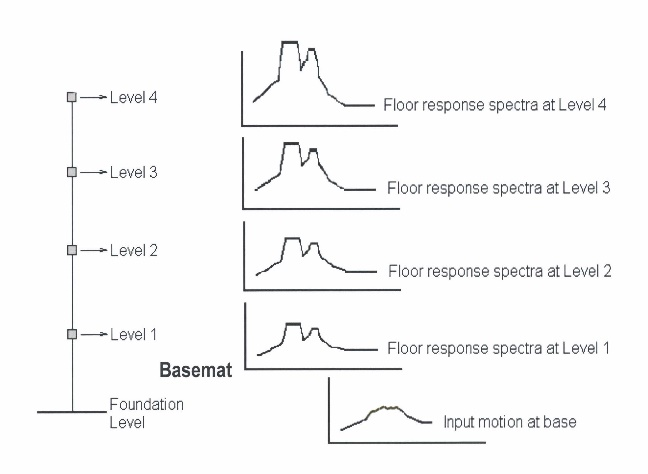 Level 4
Floor response spectra at Level 4
Level 3
Floor response spectra at Level 3
Level 2
Floor response spectra at Level 2
Level 1
Floor response spectra at Level 1
Basemat
Foundation
Level
Input motion at base